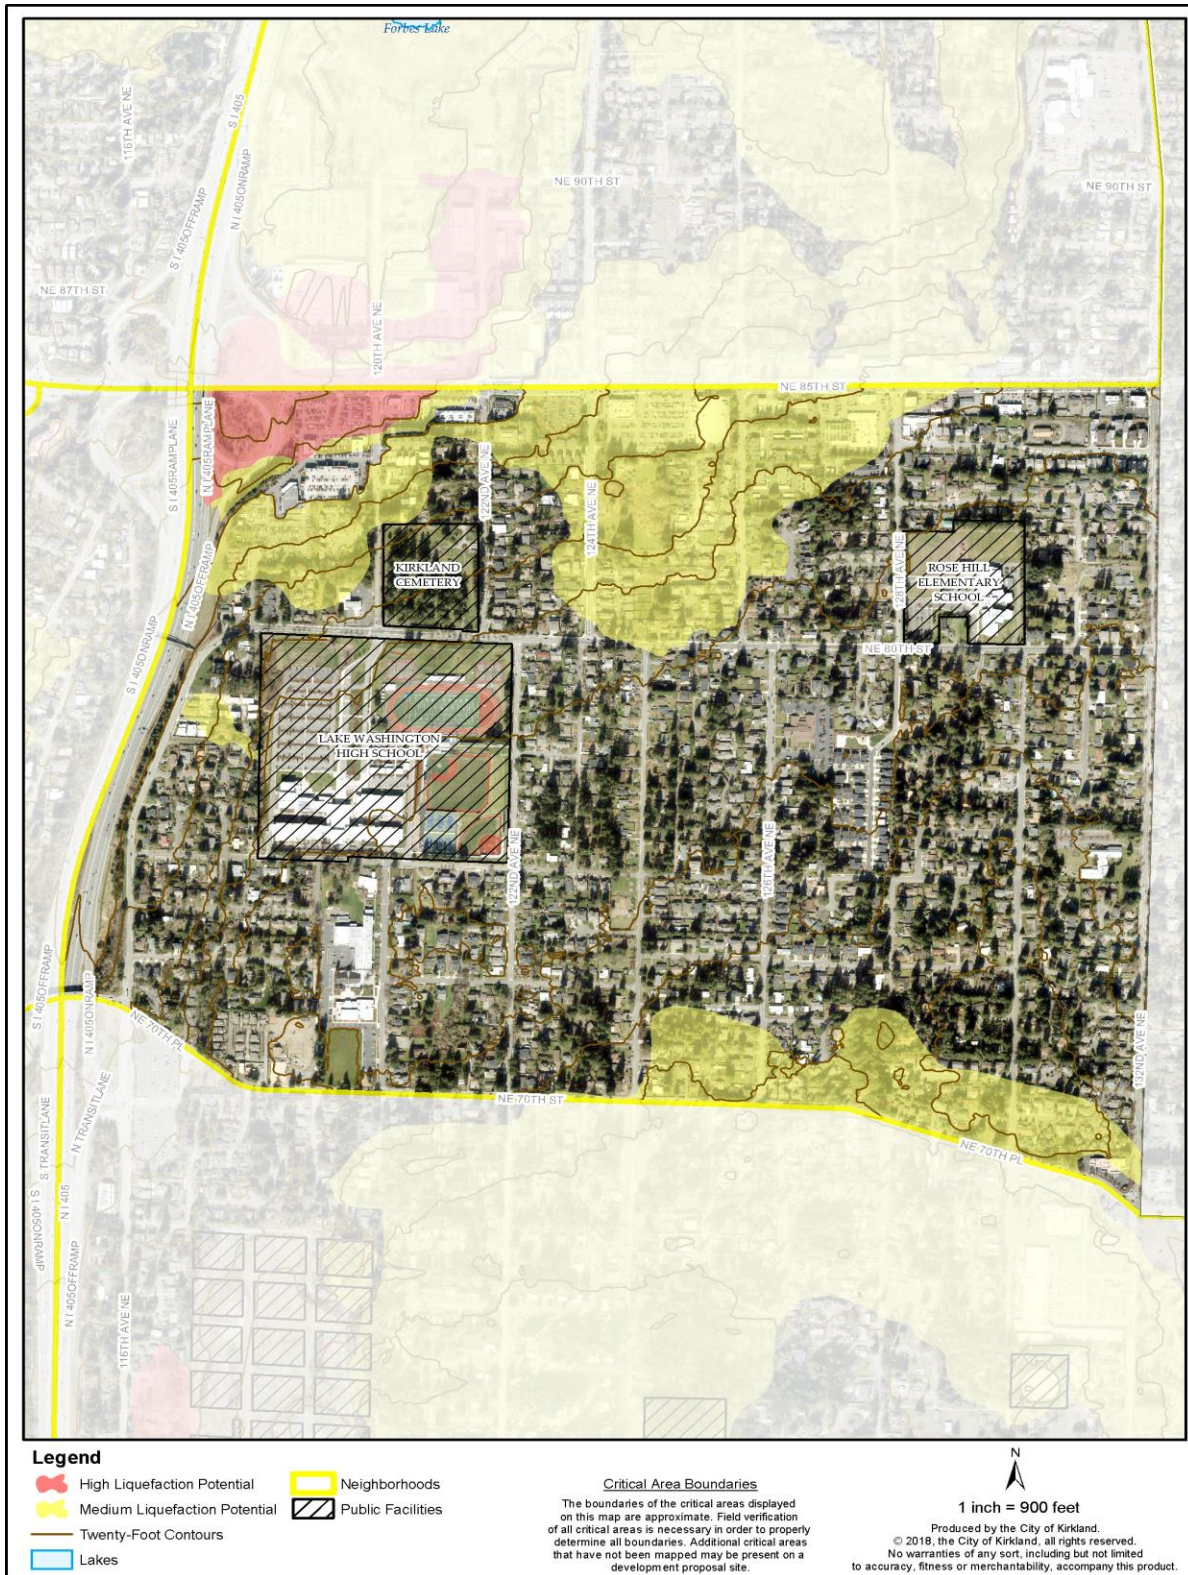 Forbes Lake
116TH AVE NE
S I 405
N I 405ONRAMP
S I 405OFFRAMP
NE 90TH ST
NE 90TH ST
NE 87TH ST
120TH AVE NE
NE 85TH ST
S I 405RAMPLANE
N I 405RAMPLANE
122ND AVE NE
124TH AVE NE
128TH AVE NE
KIRKLAND
CEMETERY
ROSE HILL
ELEMENTARY
SCHOOL
N I 405OFFRAMP
S I 405ONRAMP
NE 80TH ST
LAKE WASHINGTON
HIGH SCHOOL
122ND AVE NE
126TH AVE NE
S I 405OFFRAMP
N I 405ONRAMP
NE 70TH PL
132ND AVE NE
NE 70TH ST
N TRANSITLANE
S TRANSITLANE
NE 70TH PL
S I 405ONRAMP
N I 405
N I 405OFFRAMP
116TH AVE NE
Legend
High Liquefaction Potential
Medium Liquefaction Potential
Twenty-Foot Contours
Lakes
Neighborhoods
Public Facilities
Critical Area Boundaries
The boundaries of the critical areas displayed
on this map are approximate. Field verification
of all critical areas is necessary in order to properly
determine all boundaries. Additional critical areas
that have not been mapped may be present on a
development proposal site.
N
1 inch = 900 feet
Produced by the City of Kirkland.
© 2018, the City of Kirkland, all rights reserved.
No warranties of any sort, including but not limited
to accuracy, fitness or merchantability, accompany this product.